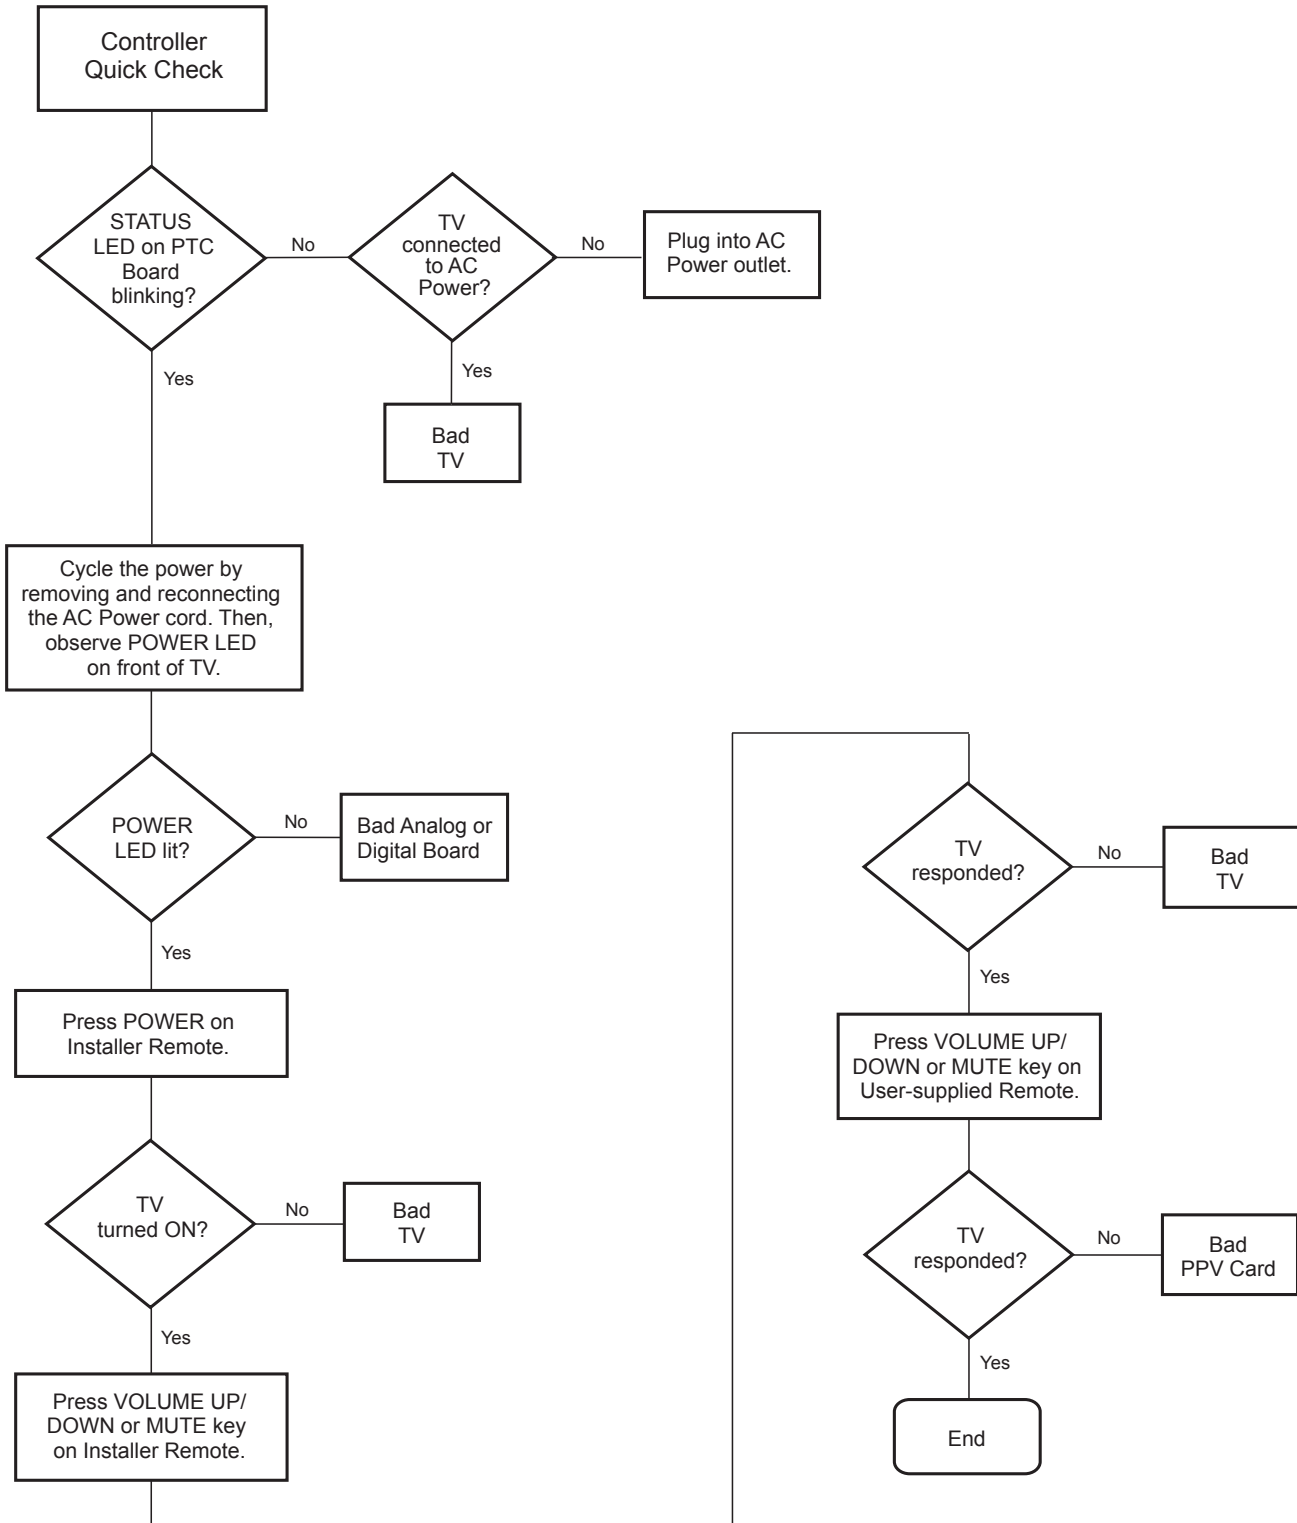 Controller
Quick Check
STATUS
LED on PTC
Board
blinking?
No
TV
connected
to AC
Power?
No
Plug into AC
Power outlet.
Yes
Yes
Bad
TV
Cycle the power by
removing and reconnecting
the AC Power cord. Then,
observe POWER LED
on front of TV.
POWER
LED lit?
No
Bad Analog or
Digital Board
Yes
Press POWER on
Installer Remote.
TV
turned ON?
No
Bad
TV
Yes
Press VOLUME UP/
DOWN or MUTE key
on Installer Remote.
TV
responded?
No
Bad
TV
Yes
Press VOLUME UP/
DOWN or MUTE key on
User-supplied Remote.
TV
responded?
No
Bad
PPV Card
Yes
End